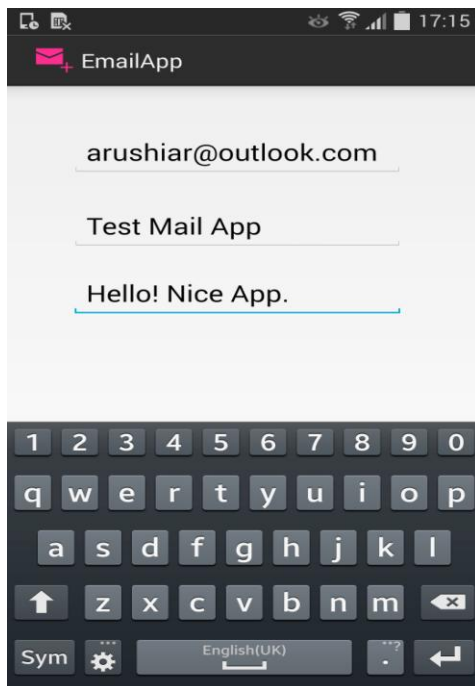 17:15
EmailApp
arushiar@outlook.com
Test Mail App
Hello! Nice App.
1 2 3 4 5 6 7 8 9 0
q w e r t y u i o p
a s d f g h j k l
z x c v b n m
Sym English(UK) ...? .